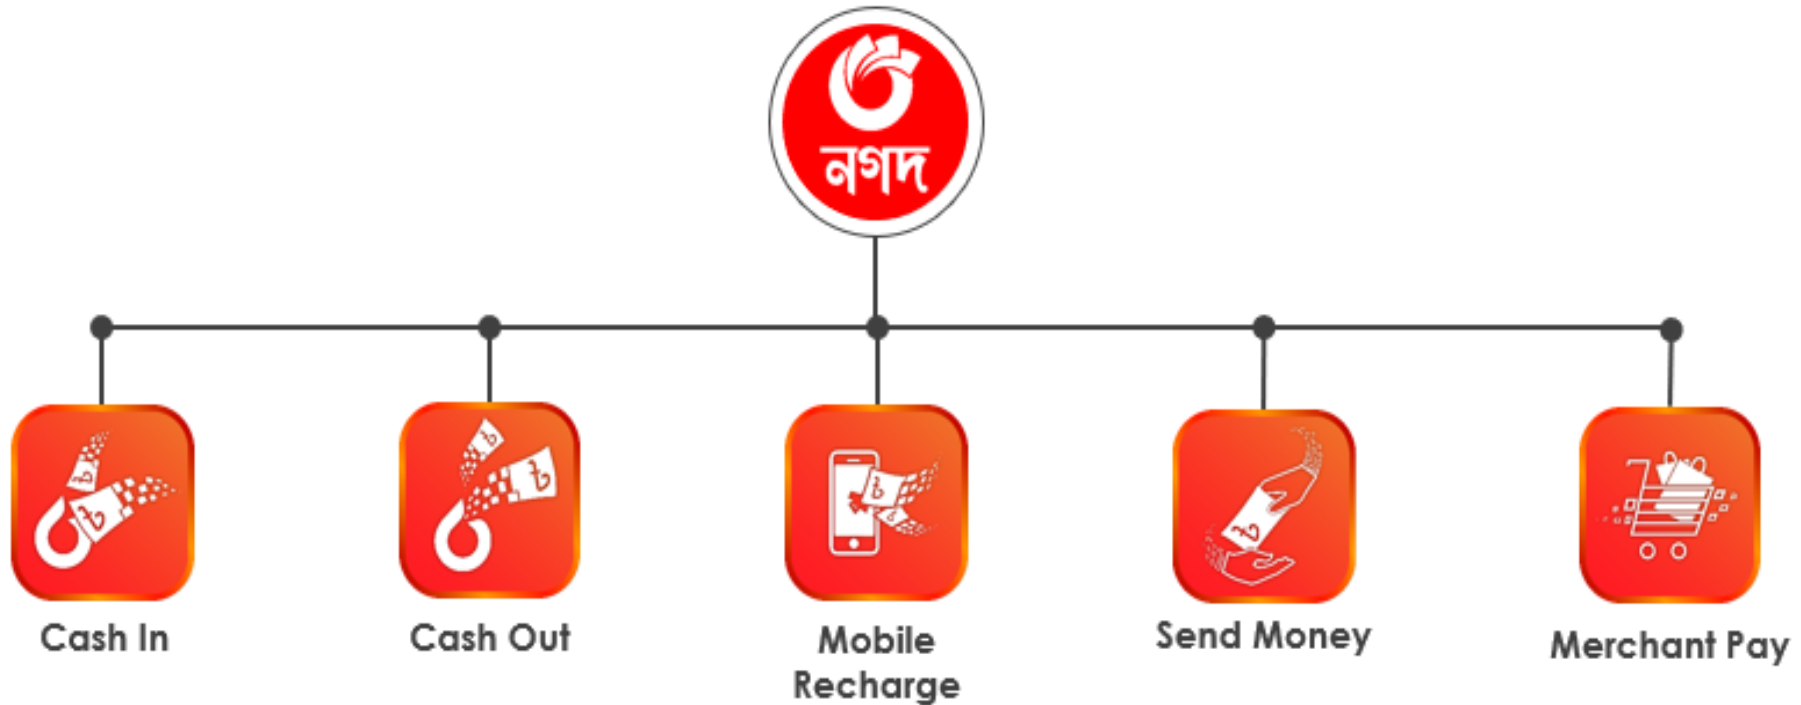 নগদ
Cash In
Cash Out
Mobile
Recharge
Send Money
Merchant Pay